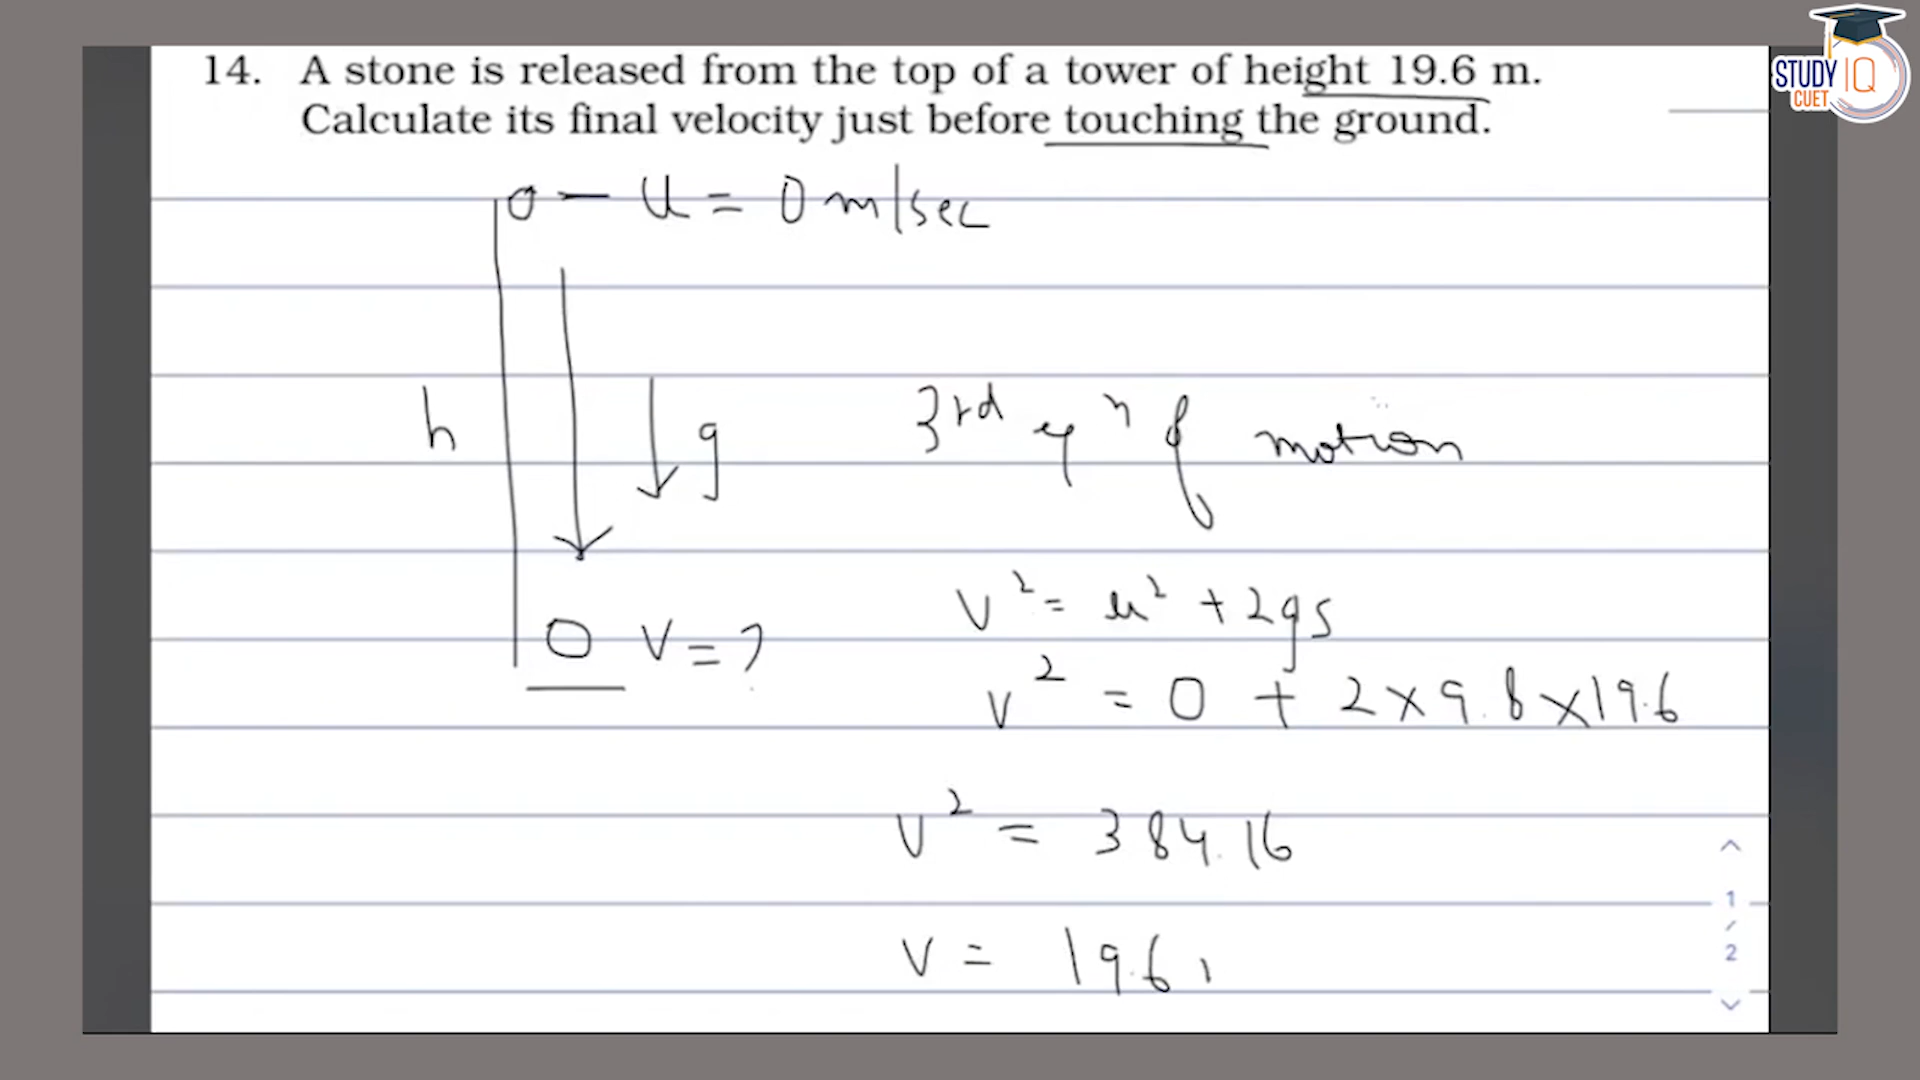 STUDY IQ
CUET
14. A stone is released from the top of a tower of height 19.6 m.
Calculate its final velocity just before touching the ground.
u = 0 m/sec
h
g
3rd eqn of motion
v = ?
v² = u² + 2gs
v² = 0 + 2 × 9.8 × 19.6
v² = 384.16
v = 19.6
1
/
2